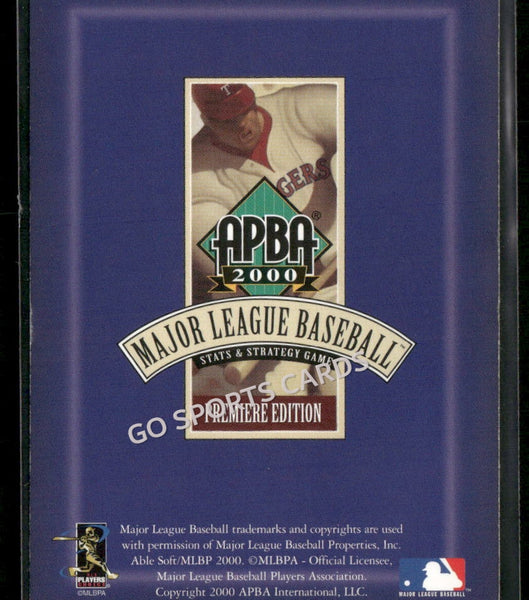 T
GERS
APBA®
2000
MAJOR LEAGUE BASEBALL™
STATS & STRATEGY GAME
GO SPORTS CARDS
PREMIERE EDITION
Major League Baseball trademarks and copyrights are used
with permission of Major League Baseball Properties, Inc.
Able Soft/MLBP 2000. ©MLBPA - Official Licensee,
Major League Baseball Players Association.
Copyright 2000 APBA International, LLC.
PLAYERS
CHOICE
©MLBPA
MAJOR LEAGUE BASEBALL